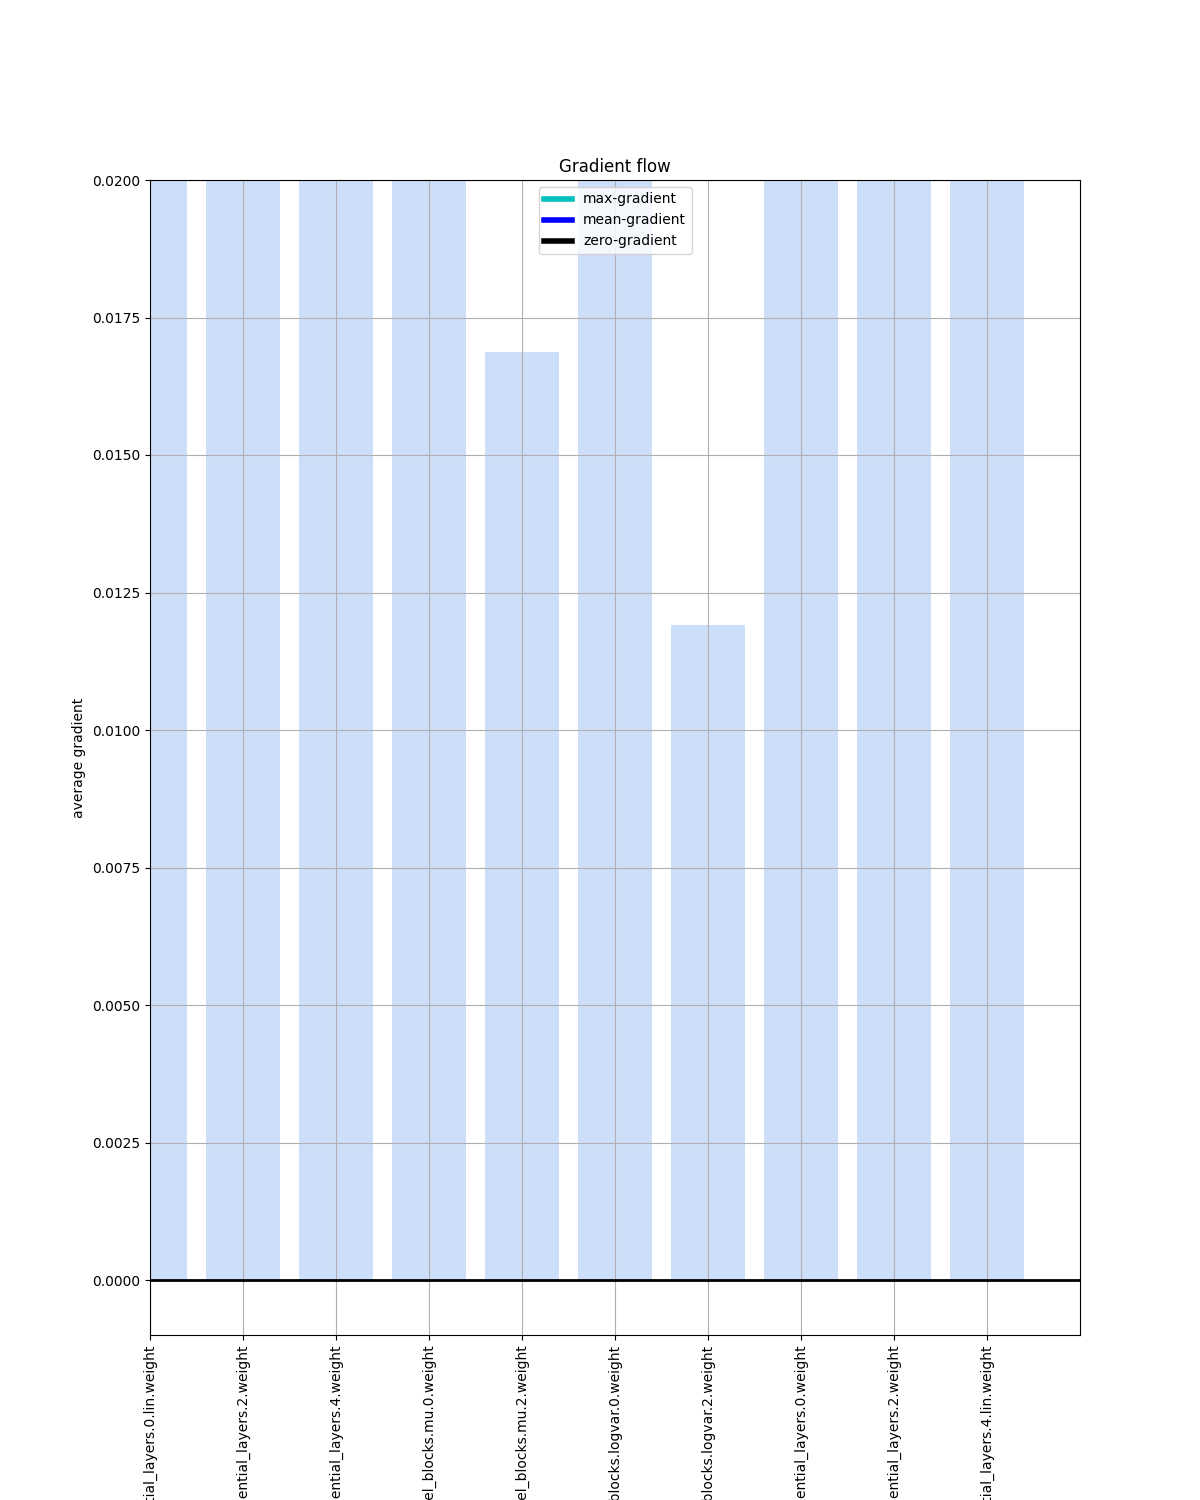 Gradient flow
max-gradient
mean-gradient
zero-gradient
0.0200
0.0175
0.0150
0.0125
0.0100
0.0075
0.0050
0.0025
0.0000
average gradient
tial_layers.0.lin.weight
ential_layers.2.weight
ential_layers.4.weight
el_blocks.mu.0.weight
el_blocks.mu.2.weight
blocks.logvar.0.weight
blocks.logvar.2.weight
ential_layers.0.weight
ential_layers.2.weight
tial_layers.4.lin.weight